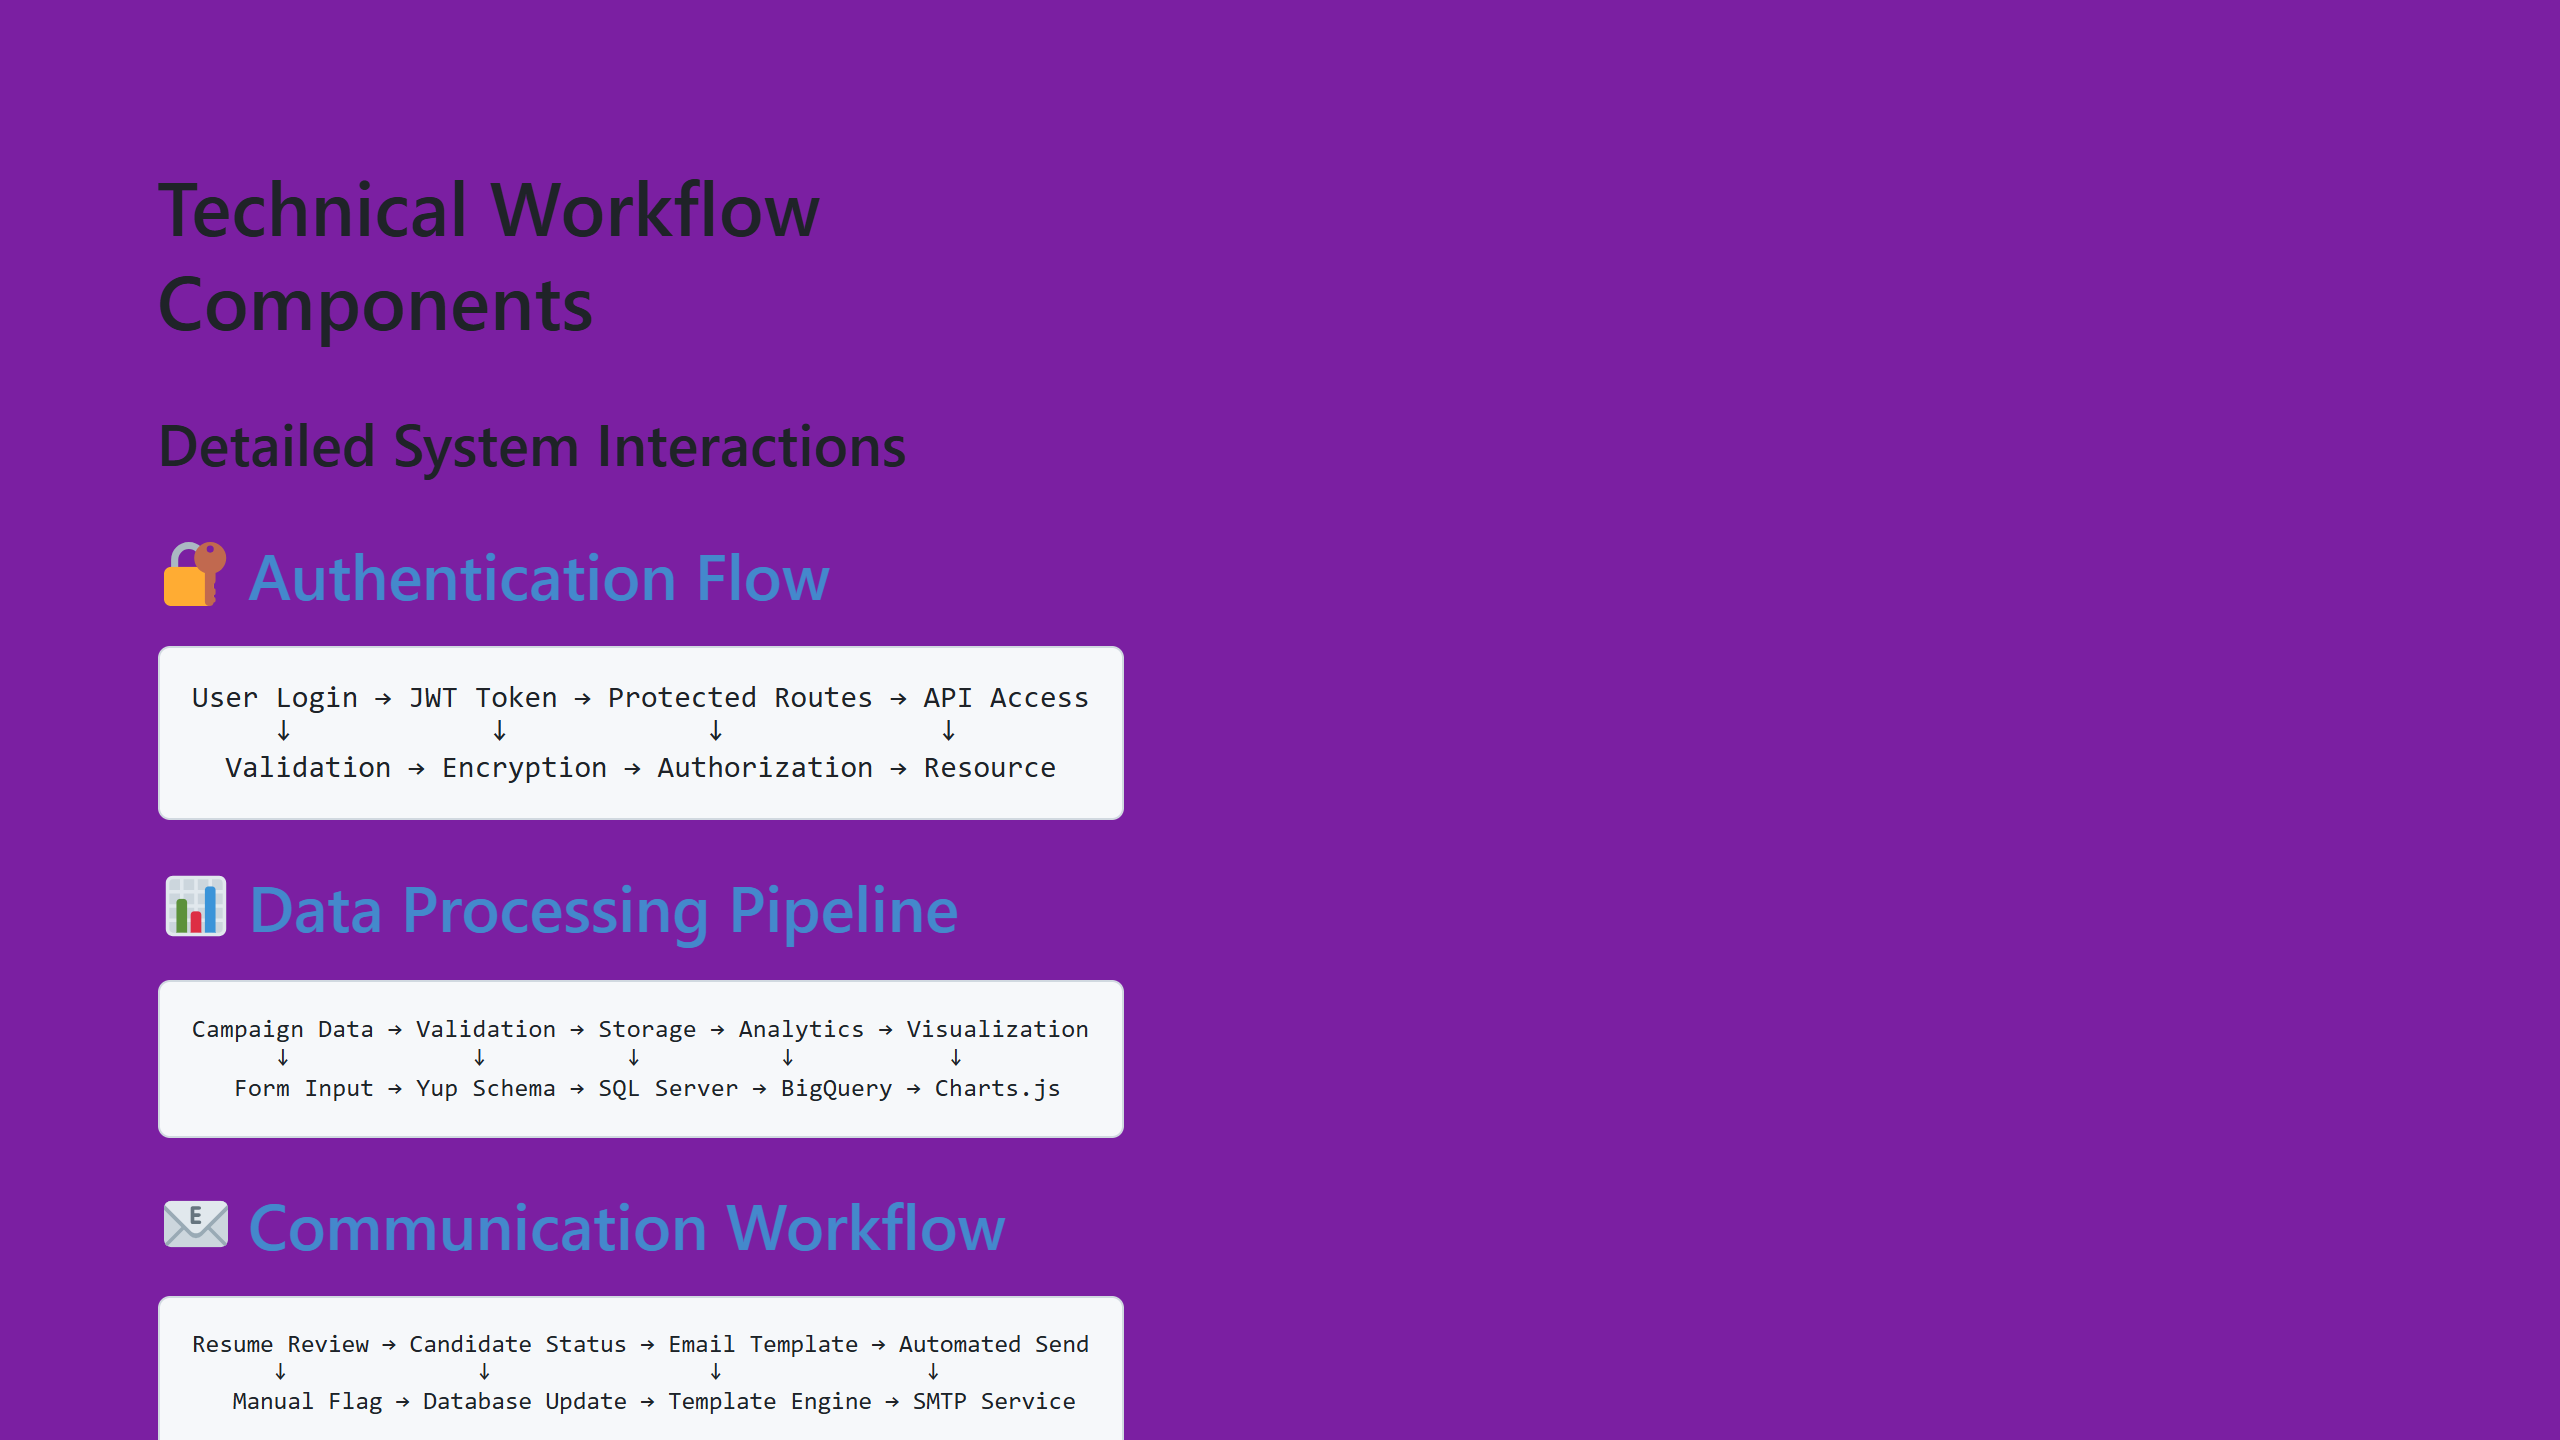 Technical Workflow
Components
Detailed System Interactions
🔐 Authentication Flow
User Login → JWT Token → Protected Routes → API Access
↓ ↓ ↓ ↓
Validation → Encryption → Authorization → Resource
📊 Data Processing Pipeline
Campaign Data → Validation → Storage → Analytics → Visualization
↓ ↓ ↓ ↓ ↓
Form Input → Yup Schema → SQL Server → BigQuery → Charts.js
📧 Communication Workflow
Resume Review → Candidate Status → Email Template → Automated Send
↓ ↓ ↓ ↓
Manual Flag → Database Update → Template Engine → SMTP Service